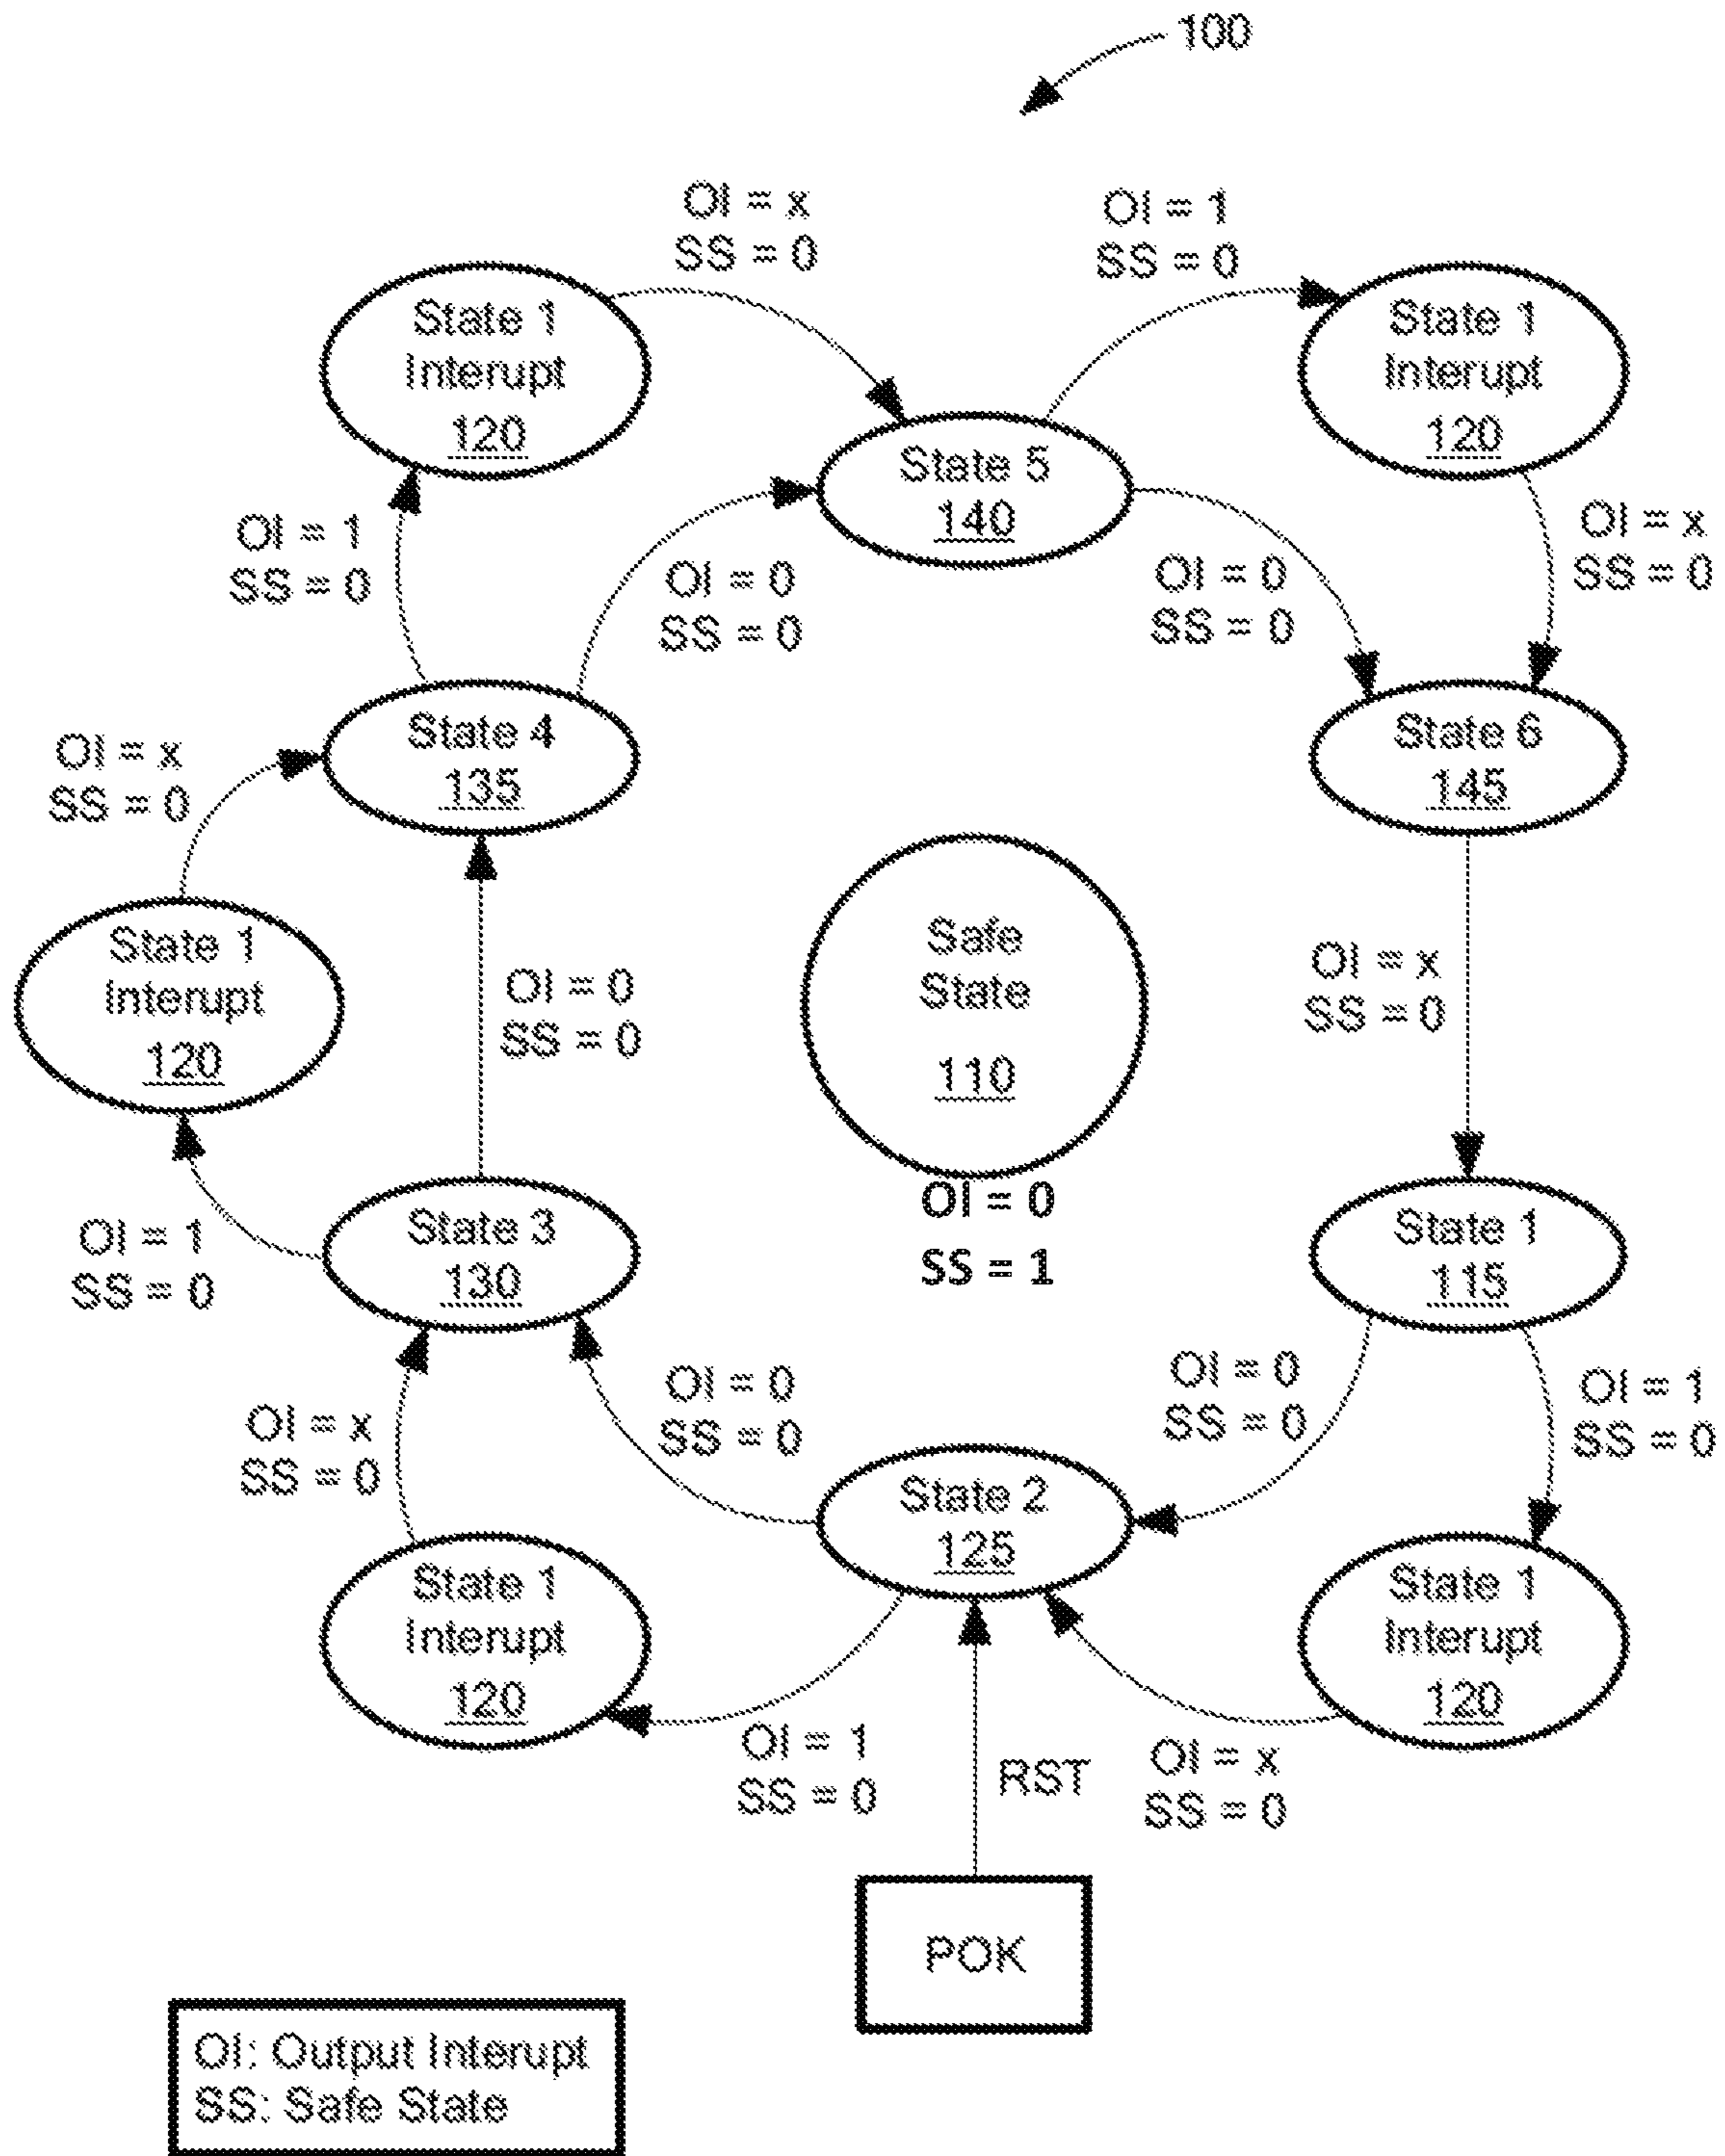 100
OI = x
SS = 0
OI = 1
SS = 0
State 1
Interupt
120
State 1
Interupt
120
State 5
140
OI = 1
SS = 0
OI = x
SS = 0
OI = 0
SS = 0
OI = 0
SS = 0
State 4
135
State 6
145
OI = x
SS = 0
State 1
Interupt
120
OI = 0
SS = 0
Safe
State
110
OI = 0
SS = 1
OI = x
SS = 0
OI = 1
SS = 0
State 3
130
State 1
115
OI = x
SS = 0
OI = 0
SS = 0
OI = 0
SS = 0
OI = 1
SS = 0
State 2
125
State 1
Interupt
120
State 1
Interupt
120
OI = 1
SS = 0
RST
OI = x
SS = 0
POK
OI: Output Interupt
SS: Safe State